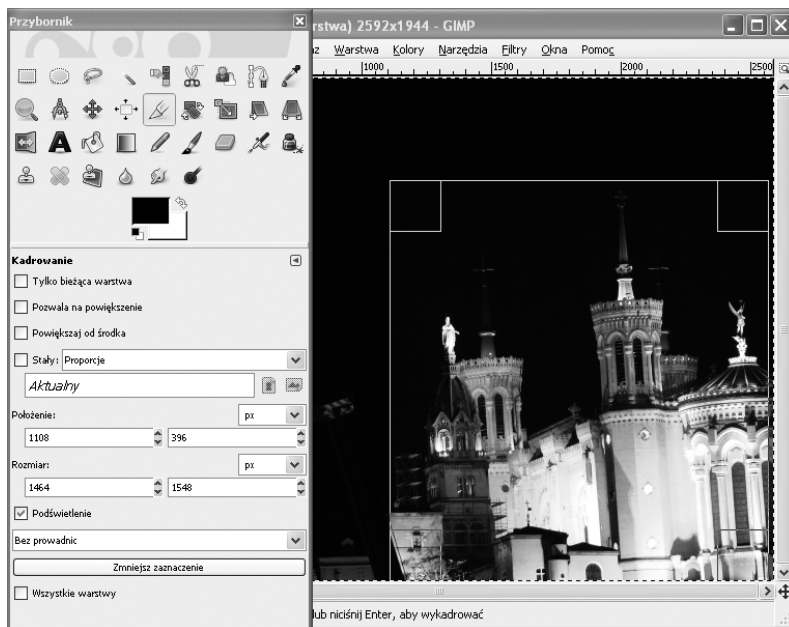 Przybornik
rstwa) 2592x1944 - GIMP
az Warstwa Kolory Narzędzia Filtry Okna Pomoc
1000 1500 2000 2500
Kadrowanie
Tylko bieżąca warstwa
Pozwala na powiększenie
Powiększaj od środka
Stały: Proporcje
Aktualny
Położenie: px
1108 396
Rozmiar: px
1464 1548
Podświetlenie
Bez prowadnic
Zmniejsz zaznaczenie
Wszystkie warstwy
lub niciśnij Enter, aby wykadrować